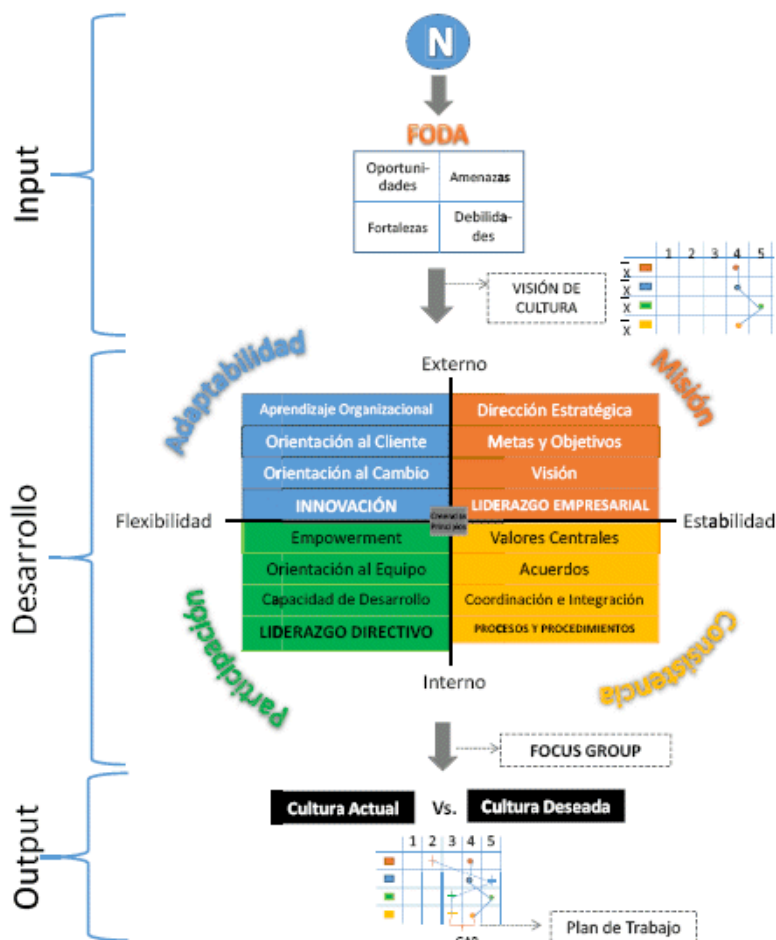 Input
N
FODA
Oportuni-
dades
Amenazas
Fortalezas
Debilida-
des
VISIÓN DE
CULTURA
1 2 3 4 5
X
X
X
X
Desarrollo
Adaptabilidad
Misión
Externo
Aprendizaje Organizacional
Dirección Estratégica
Orientación al Cliente
Metas y Objetivos
Orientación al Cambio
Visión
INNOVACIÓN
LIDERAZGO EMPRESARIAL
Flexibilidad
Principios
Estabilidad
Empowerment
Valores Centrales
Orientación al Equipo
Acuerdos
Capacidad de Desarrollo
Coordinación e Integración
LIDERAZGO DIRECTIVO
PROCESOS Y PROCEDIMIENTOS
participación
Consistencia
Interno
FOCUS GROUP
Output
Cultura Actual Vs. Cultura Deseada
1 2 3 4 5
Plan de Trabajo